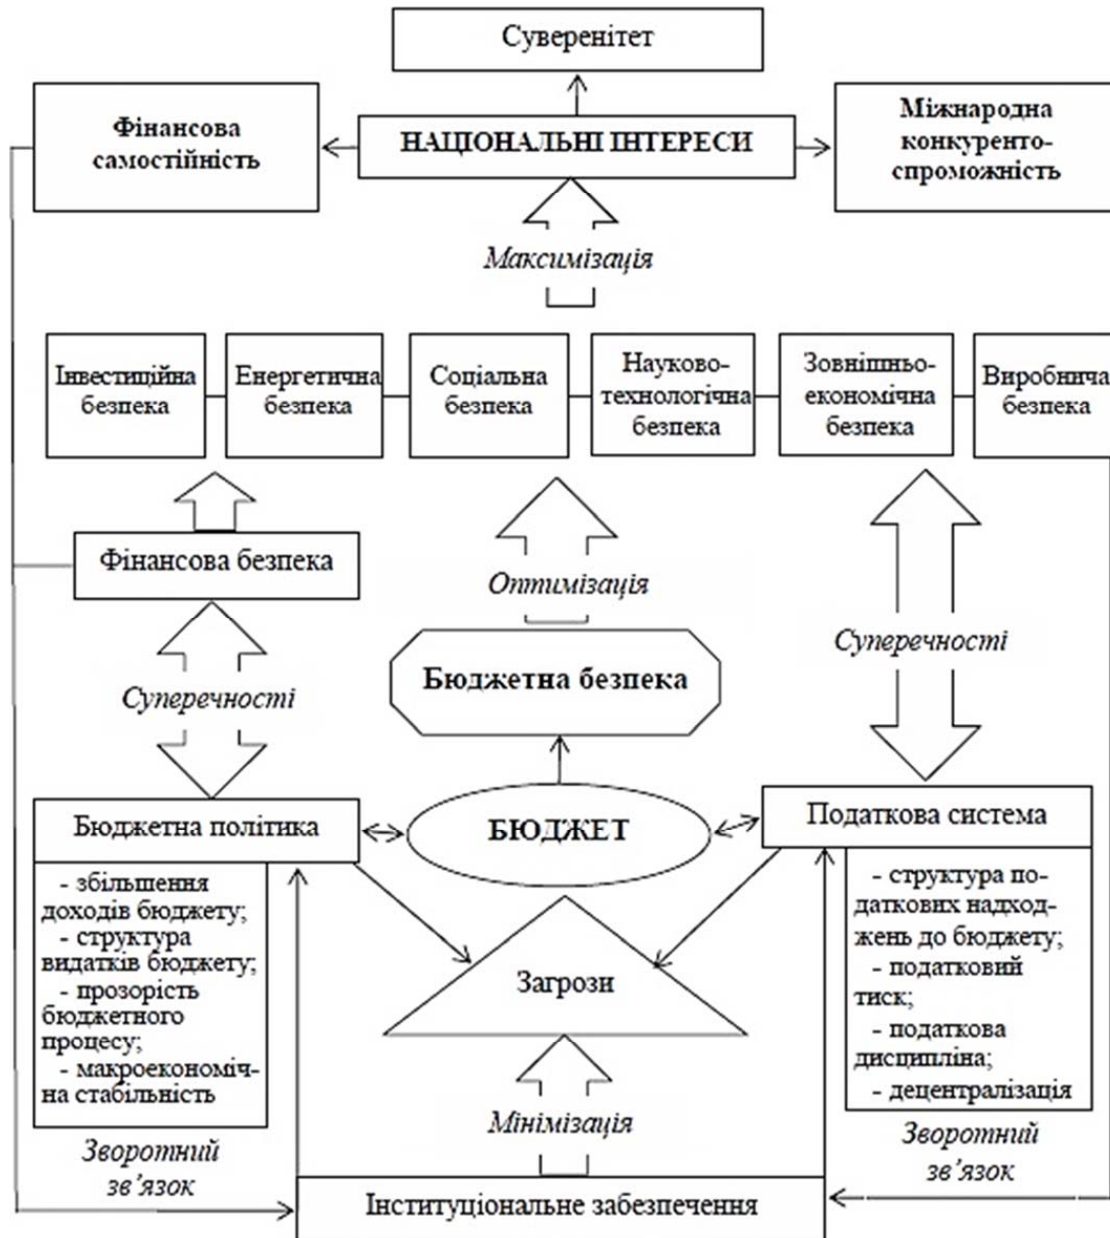 Суверенітет
Фінансова
самостійність
НАЦІОНАЛЬНІ ІНТЕРЕСИ
Міжнародна
конкуренто-
спроможність
Максимізація
Інвестиційна
безпека
Енергетична
безпека
Соціальна
безпека
Науково-
технологічна
безпека
Зовнішньо-
економічна
безпека
Виробнича
безпека
Фінансова безпека
Оптимізація
Суперечності
Бюджетна безпека
Суперечності
Бюджетна політика
БЮДЖЕТ
Податкова система
- збільшення
доходів бюджету;
- структура
видатків бюджету;
- прозорість
бюджетного
процесу;
- макроекономіч-
на стабільність
Загрози
- структура по-
даткових надход-
жень до бюджету;
- податковий
тиск;
- податкова
дисципліна;
- децентралізація
Мінімізація
Зворотний
зв’язок
Зворотний
зв’язок
Інституціональне забезпечення